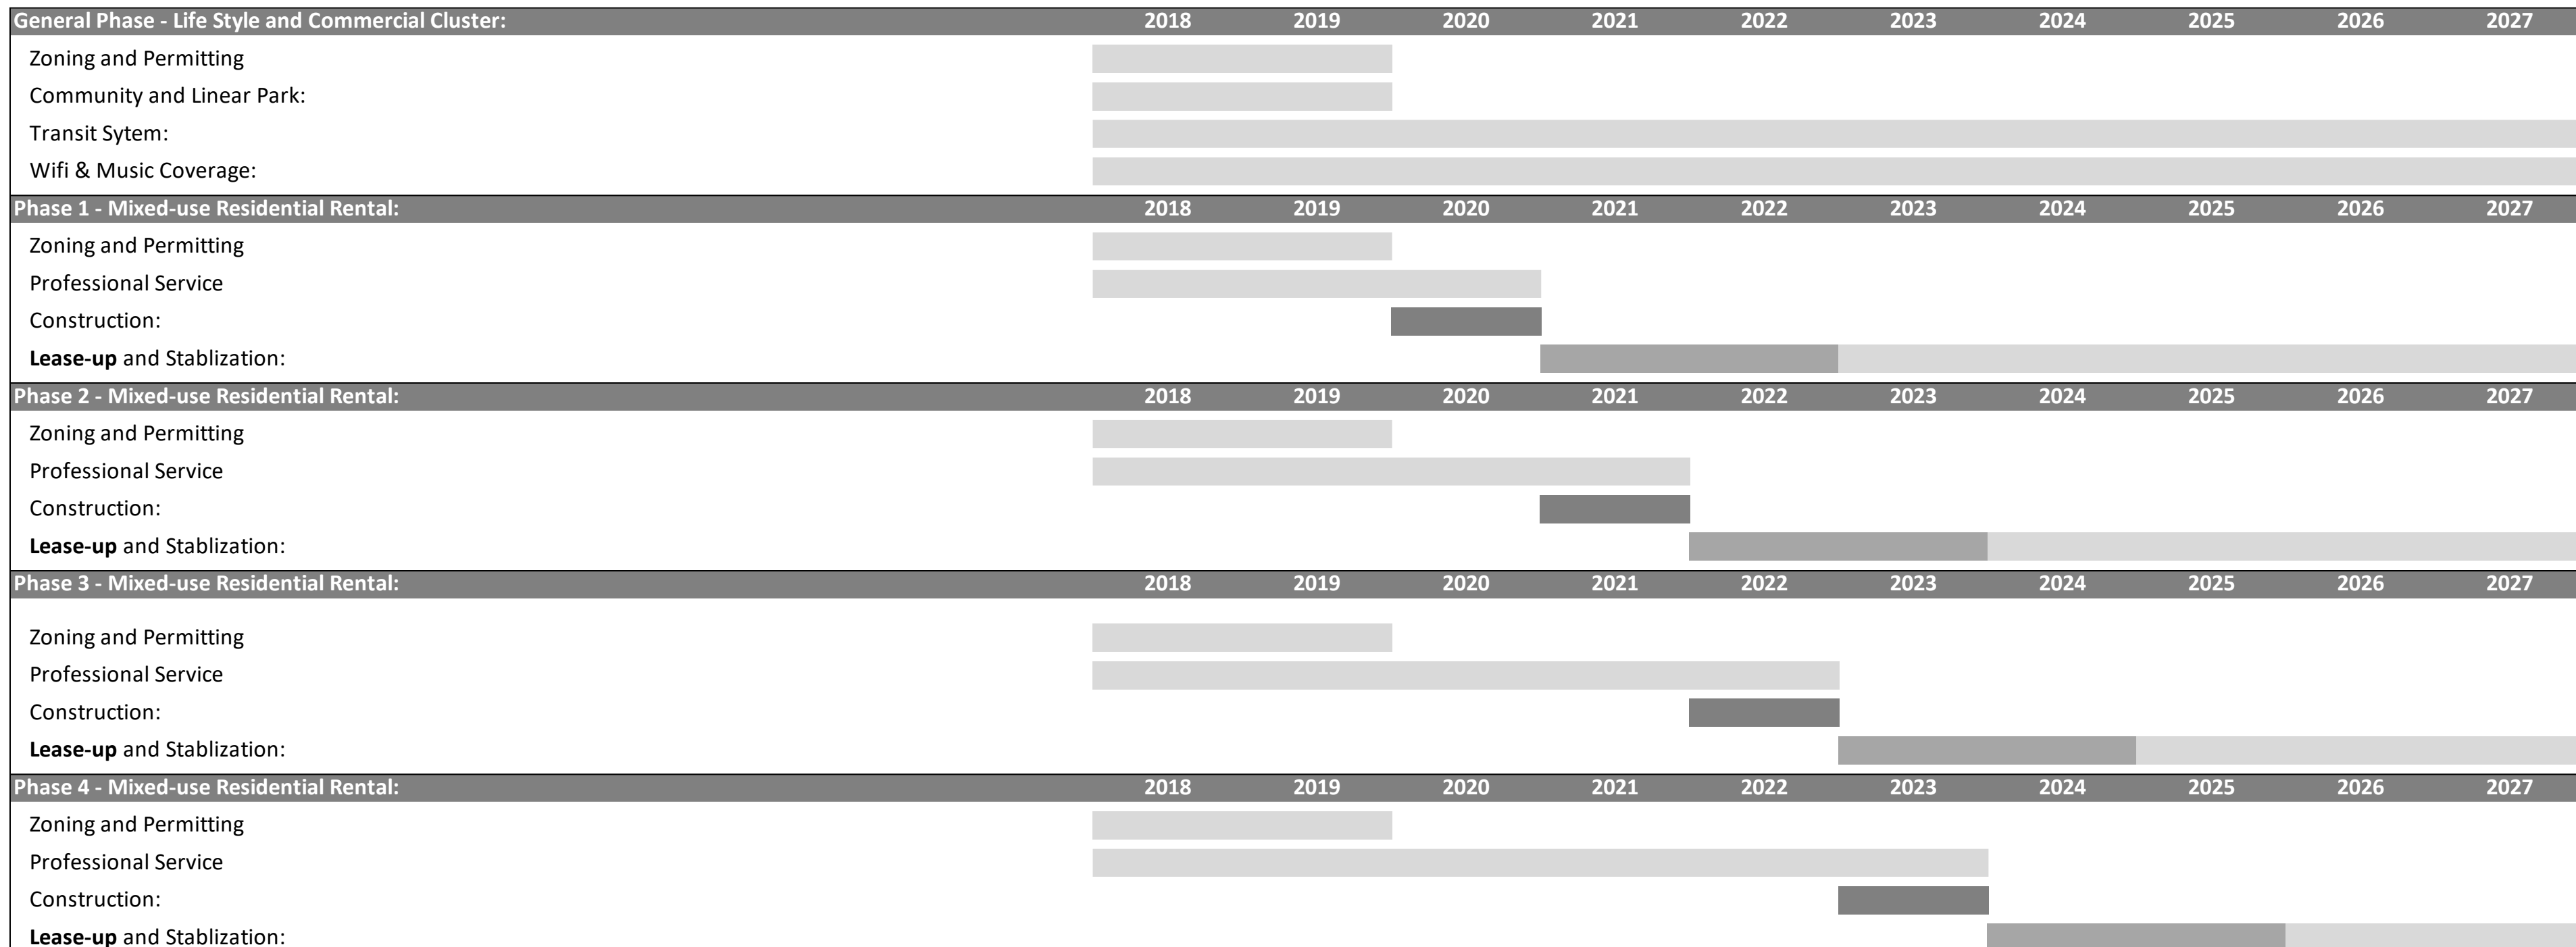 General Phase - Life Style and Commercial Cluster: 2018 2019 2020 2021 2022 2023 2024 2025 2026 2027
Zoning and Permitting
Community and Linear Park:
Transit Sytem:
Wifi & Music Coverage:
Phase 1 - Mixed-use Residential Rental: 2018 2019 2020 2021 2022 2023 2024 2025 2026 2027
Zoning and Permitting
Professional Service
Construction:
Lease-up and Stablization:
Phase 2 - Mixed-use Residential Rental: 2018 2019 2020 2021 2022 2023 2024 2025 2026 2027
Zoning and Permitting
Professional Service
Construction:
Lease-up and Stablization:
Phase 3 - Mixed-use Residential Rental: 2018 2019 2020 2021 2022 2023 2024 2025 2026 2027
Zoning and Permitting
Professional Service
Construction:
Lease-up and Stablization:
Phase 4 - Mixed-use Residential Rental: 2018 2019 2020 2021 2022 2023 2024 2025 2026 2027
Zoning and Permitting
Professional Service
Construction:
Lease-up and Stablization: